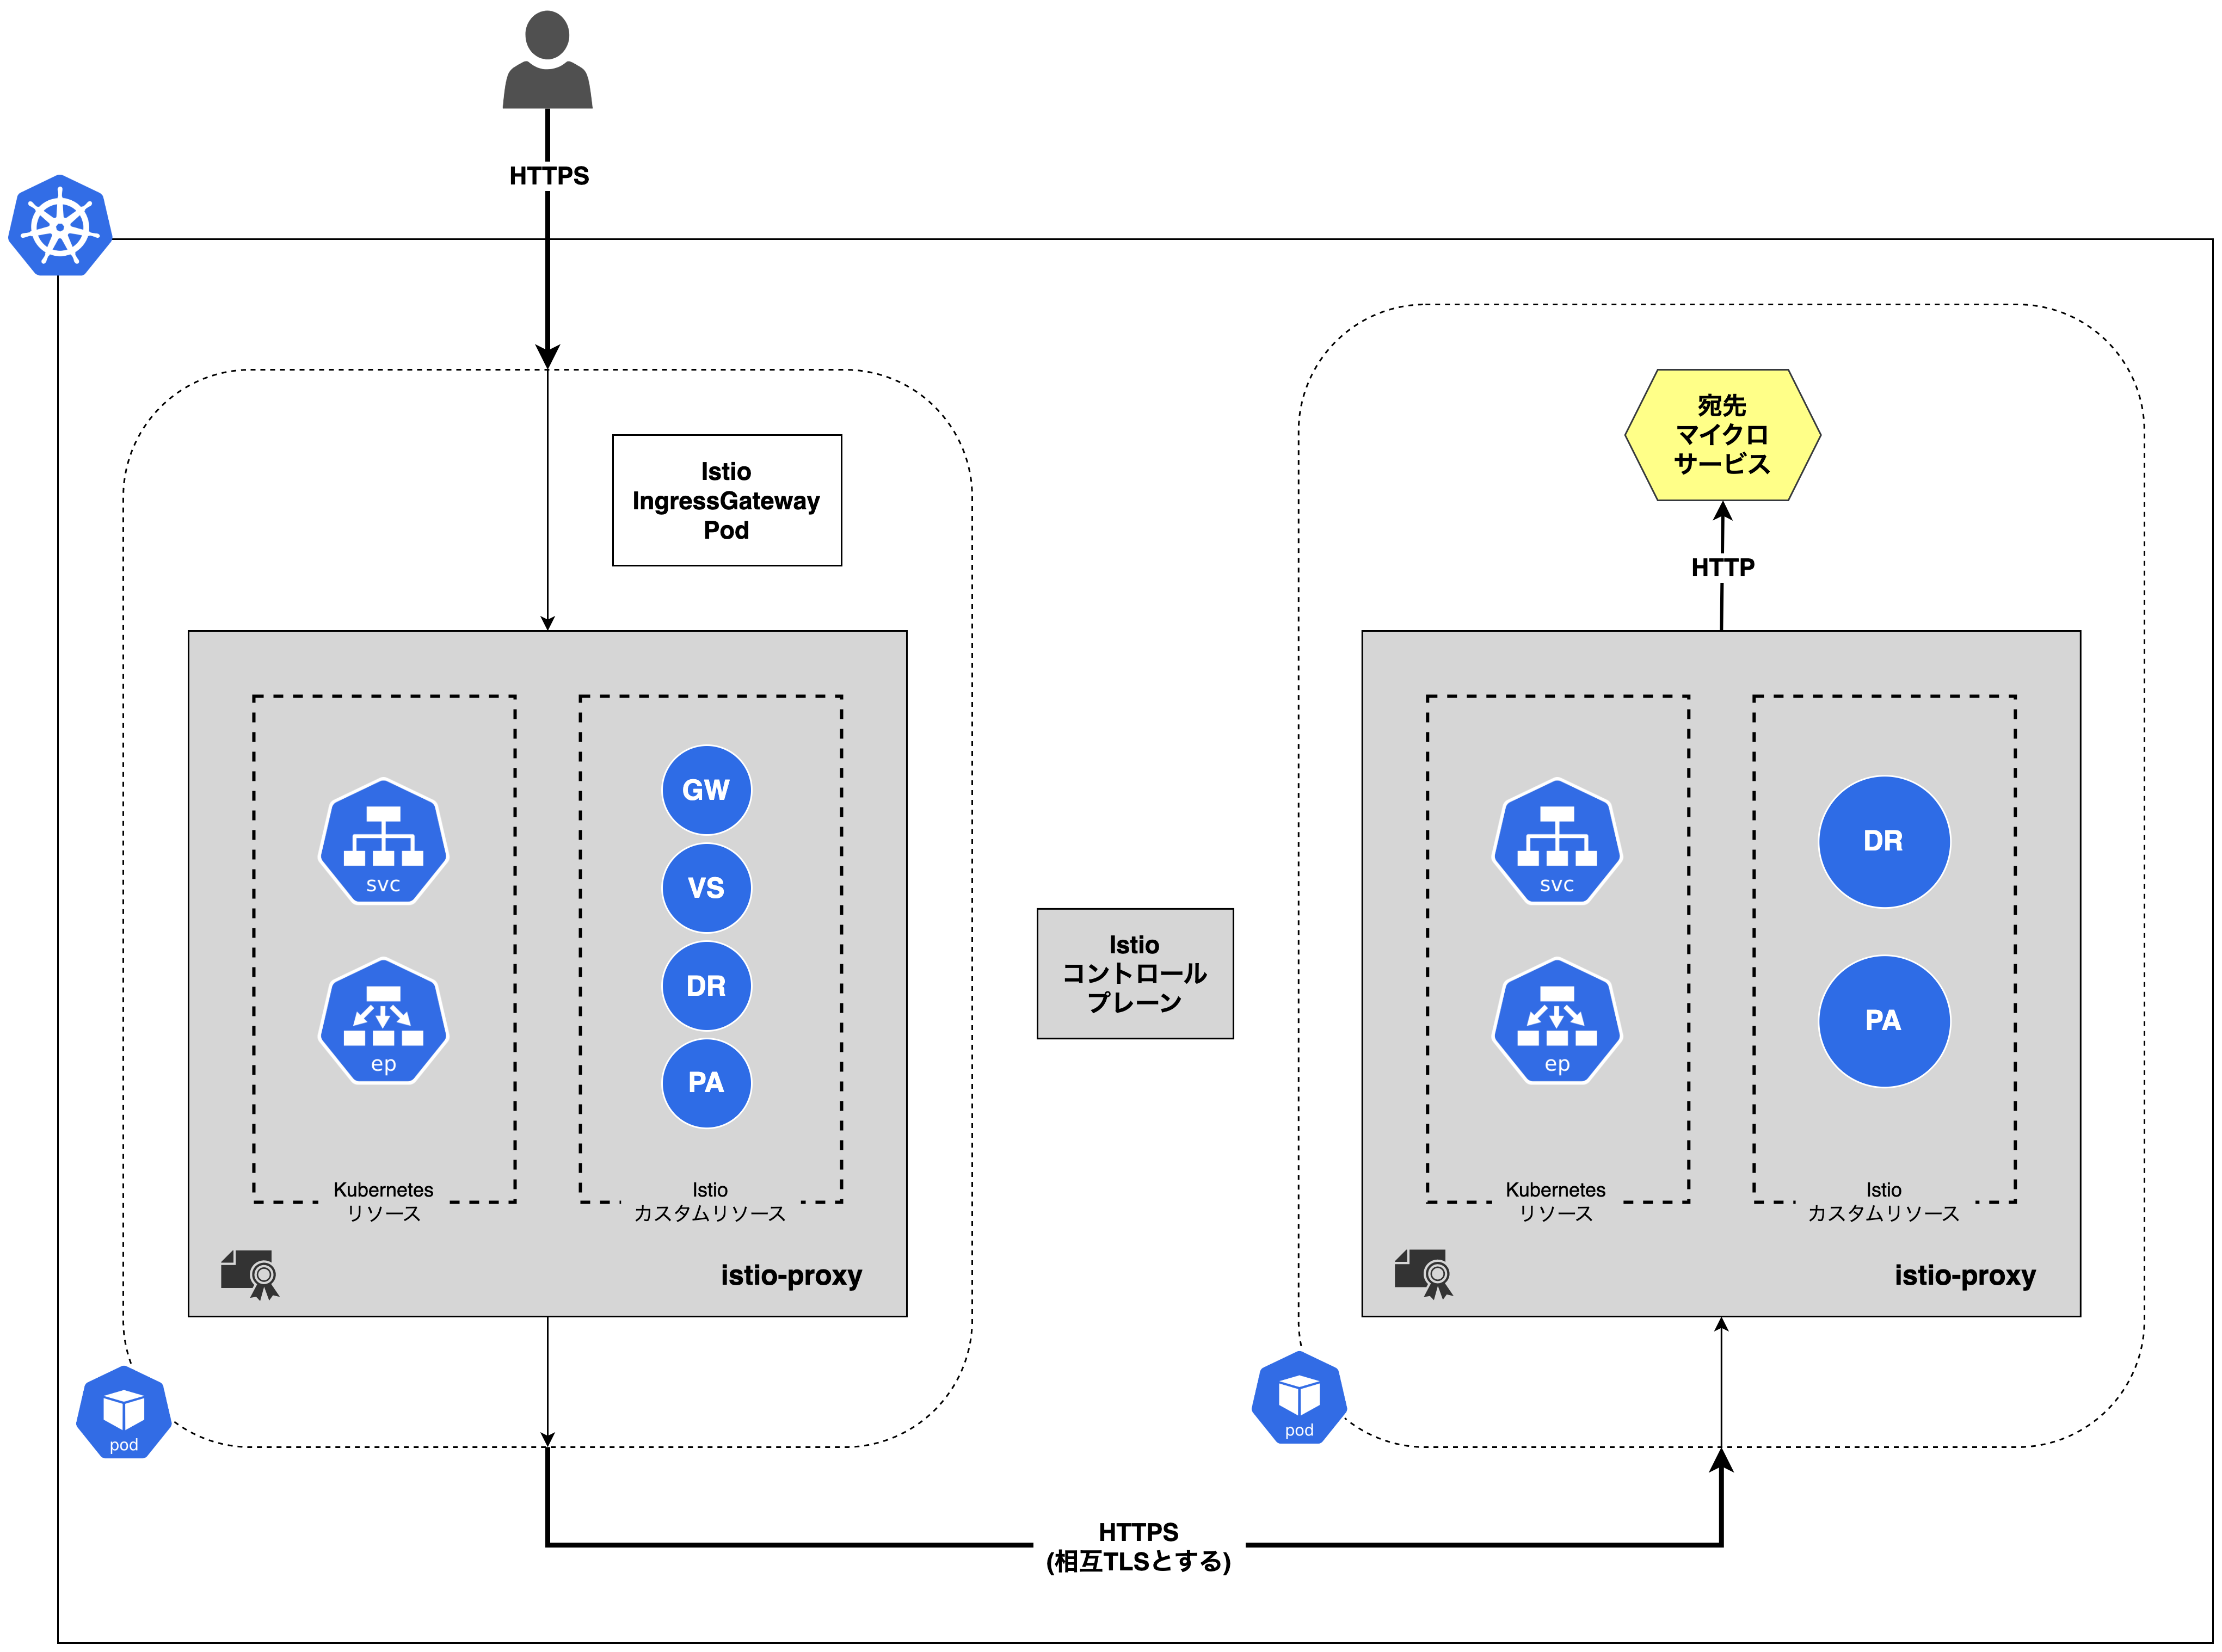 HTTPS
Istio
IngressGateway
Pod
svc
ep
Kubernetes
リソース
GW
VS
DR
PA
Istio
カスタムリソース
istio-proxy
pod
Istio
コントロール
プレーン
HTTPS
(相互TLSとする)
宛先
マイクロ
サービス
HTTP
svc
ep
Kubernetes
リソース
DR
PA
Istio
カスタムリソース
istio-proxy
pod